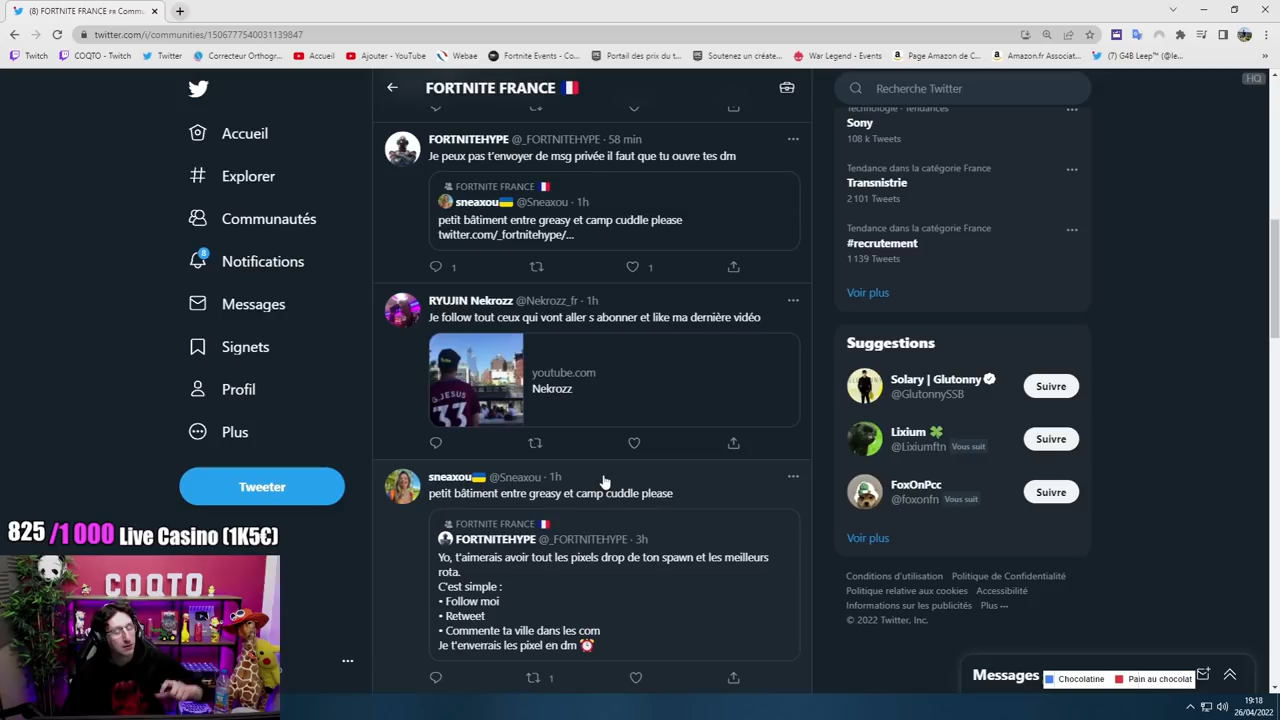 (8) FORTNITE FRANCE FR Commu
twitter.com/i/communities/1506777540031139847
Twitch
COQTO - Twitch
Twitter
Correcteur Orthogr...
Accueil
Ajouter - YouTube
Webae
Fortnite Events - C...
Portail des prix du t...
Soutenez un créate...
War Legend - Events
Page Amazon de C...
Amazon.fr Associat...
(7) G4B Leep™ (@le...
FORTNITE FRANCE
Recherche Twitter
HQ
Accueil
Explorer
Communautés
8
Notifications
Messages
Signets
Profil
Plus
Tweeter
825 /1 000 Live Casino (1K5€)
COQTO
FORTNITEHYPE @_FORTNITEHYPE · 58 min
Je peux pas t'envoyer de msg privée il faut que tu ouvre tes dm
FORTNITE FRANCE
sneaxou @Sneaxou · 1h
petit bâtiment entre greasy et camp cuddle please
twitter.com/_fortnitehype/...
1
1
RYUJIN Nekrozz @Nekrozz_fr · 1h
Je follow tout ceux qui vont aller s abonner et like ma dernière vidéo
G.JESUS
33
youtube.com
Nekrozz
sneaxou @Sneaxou · 1h
petit bâtiment entre greasy et camp cuddle please
FORTNITE FRANCE
FORTNITEHYPE @_FORTNITEHYPE · 3h
Yo, t'aimerais avoir tout les pixels drop de ton spawn et les meilleurs
rota.
C'est simple :
• Follow moi
• Retweet
• Commente ta ville dans les com
Je t'enverrais les pixel en dm
1
Technologie · Tendances
Sony
108 k Tweets
Tendance dans la catégorie France
Transnistrie
2 101 Tweets
Tendance dans la catégorie France
#recrutement
1 139 Tweets
Voir plus
Suggestions
Solary | Glutonny
@GlutonnySSB
Suivre
Lixium
@Lixiumftn Vous suit
Suivre
FoxOnPcc
@foxonfn Vous suit
Suivre
Voir plus
Conditions d'utilisation Politique de Confidentialité
Politique relative aux cookies Accessibilité
Informations sur les publicités Plus ···
© 2022 Twitter, Inc.
Messages
Chocolatine
Pain au chocolat
19:18
26/04/2022